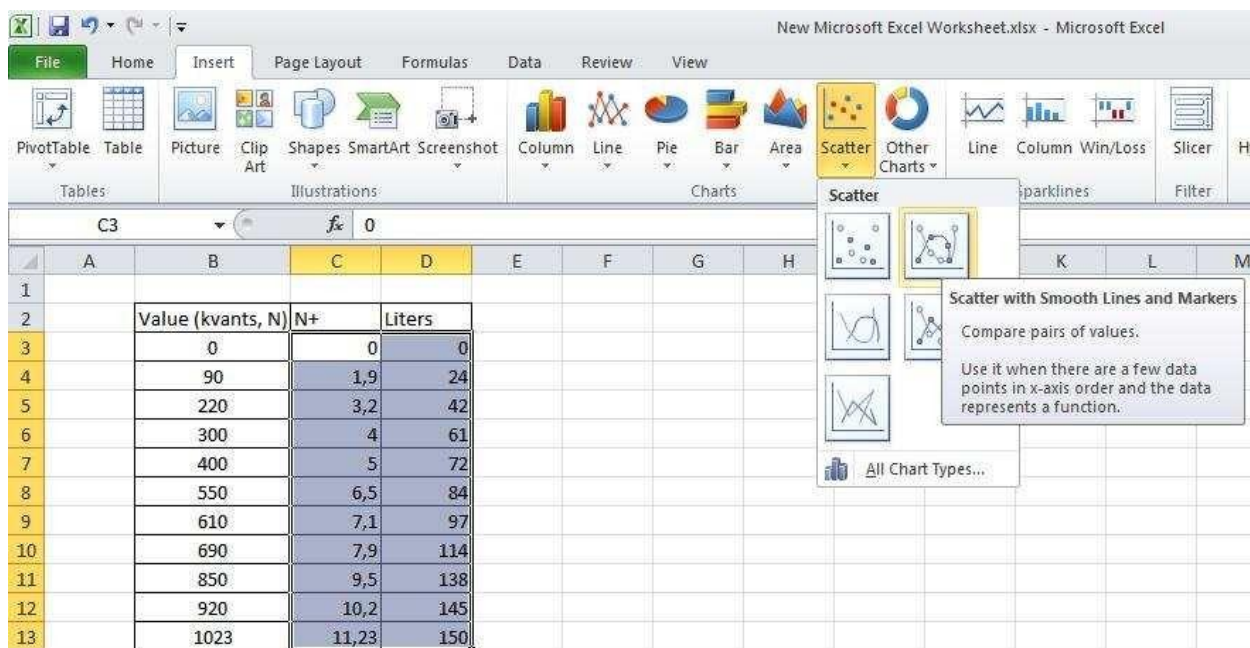 New Microsoft Excel Worksheet.xlsx - Microsoft Excel
File Home Insert Page Layout Formulas Data Review View
PivotTable Table Picture Clip Art Shapes SmartArt Screenshot Column Line Pie Bar Area Scatter Other Charts Line Column Win/Loss Slicer H
Tables Illustrations Charts Sparklines Filter
C3 fx 0
Scatter
Scatter with Smooth Lines and Markers
Compare pairs of values.
Use it when there are a few data
points in x-axis order and the data
represents a function.
All Chart Types...
A B C D E F G H K L M
1
2 Value (kvants, N) N+ Liters
3 0 0 0
4 90 1,9 24
5 220 3,2 42
6 300 4 61
7 400 5 72
8 550 6,5 84
9 610 7,1 97
10 690 7,9 114
11 850 9,5 138
12 920 10,2 145
13 1023 11,23 150